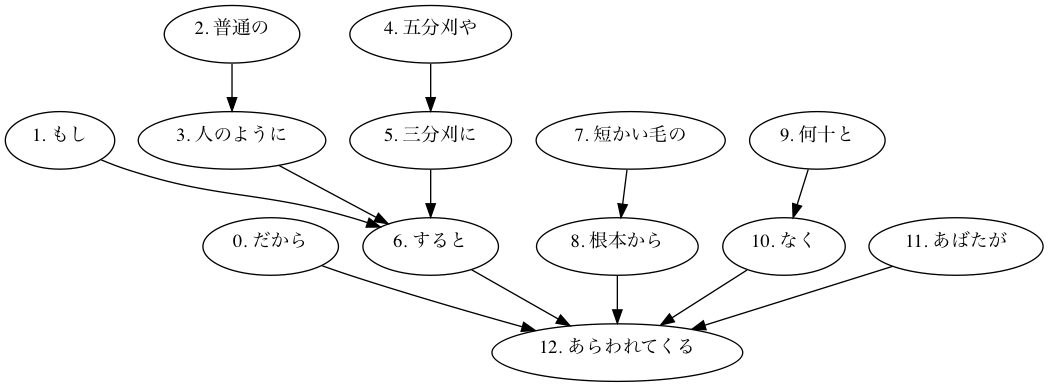 2. 普通の
4. 五分刈や
1. もし
3. 人のように
5. 三分刈に
7. 短かい毛の
9. 何十と
0. だから
6. すると
8. 根本から
10. なく
11. あばたが
12. あらわれてくる